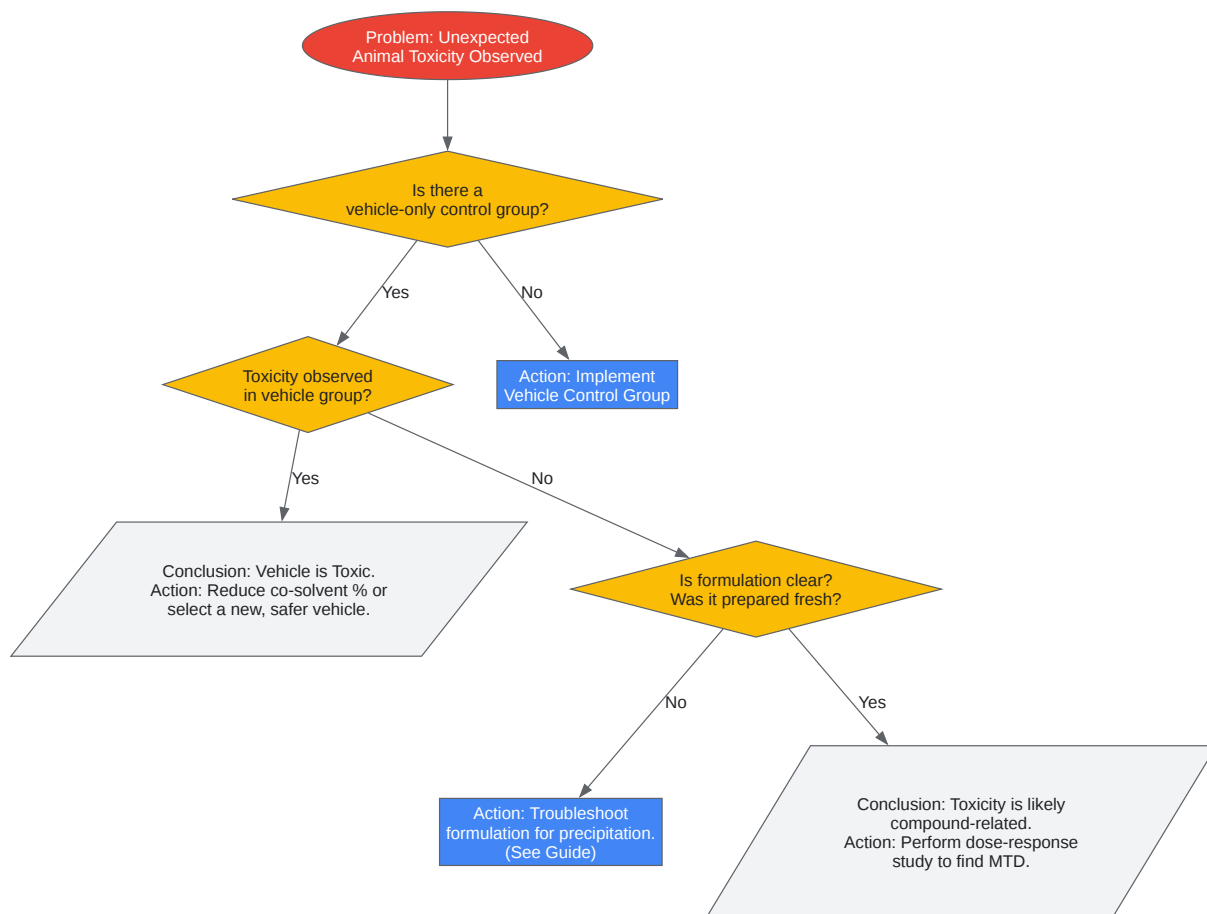 Problem: Unexpected
Animal Toxicity Observed
Is there a
vehicle-only control group?
Yes
No
Toxicity observed
in vehicle group?
Action: Implement
Vehicle Control Group
Yes
No
Conclusion: Vehicle is Toxic.
Action: Reduce co-solvent % or
select a new, safer vehicle.
Is formulation clear?
Was it prepared fresh?
No
Yes
Action: Troubleshoot
formulation for precipitation.
(See Guide)
Conclusion: Toxicity is likely
compound-related.
Action: Perform dose-response
study to find MTD.